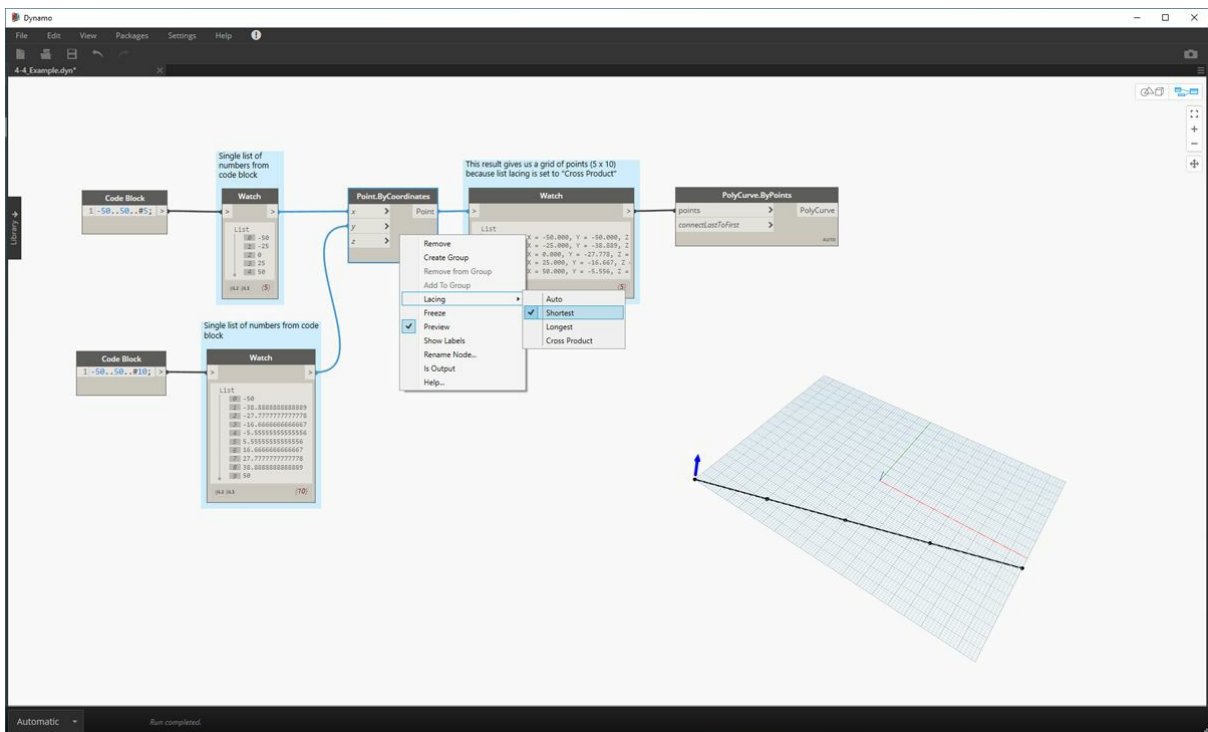 Dynamo
File Edit View Packages Settings Help
4-4_Example.dyn*
Library
Single list of
numbers from
code block
Code Block
1 -50..50..#5; >
Watch
> >
List
0 -50
1 -25
2 0
3 25
4 50
{5}
Point.ByCoordinates
x > Point
y >
z >
This result gives us a grid of points (5 x 10)
because list lacing is set to "Cross Product"
Watch
> >
List
X = -50.000, Y = -50.000, Z
X = -25.000, Y = -38.889, Z
X = 0.000, Y = -27.778, Z =
X = 25.000, Y = -16.667, Z
X = 50.000, Y = -5.556, Z =
{5}
PolyCurve.ByPoints
points > PolyCurve
connectLastToFirst >
AUTO
Remove
Create Group
Remove from Group
Add To Group
Lacing
Freeze
Preview
Show Labels
Rename Node...
Is Output
Help...
Auto
Shortest
Longest
Cross Product
Single list of numbers from code
block
Code Block
1 -50..50..#10; >
Watch
> >
List
0 -50
1 -38.8888888888889
2 -27.7777777777778
3 -16.6666666666667
4 -5.55555555555556
5 5.55555555555556
6 16.6666666666667
7 27.7777777777778
8 38.8888888888889
9 50
{10}
Automatic
Run completed.